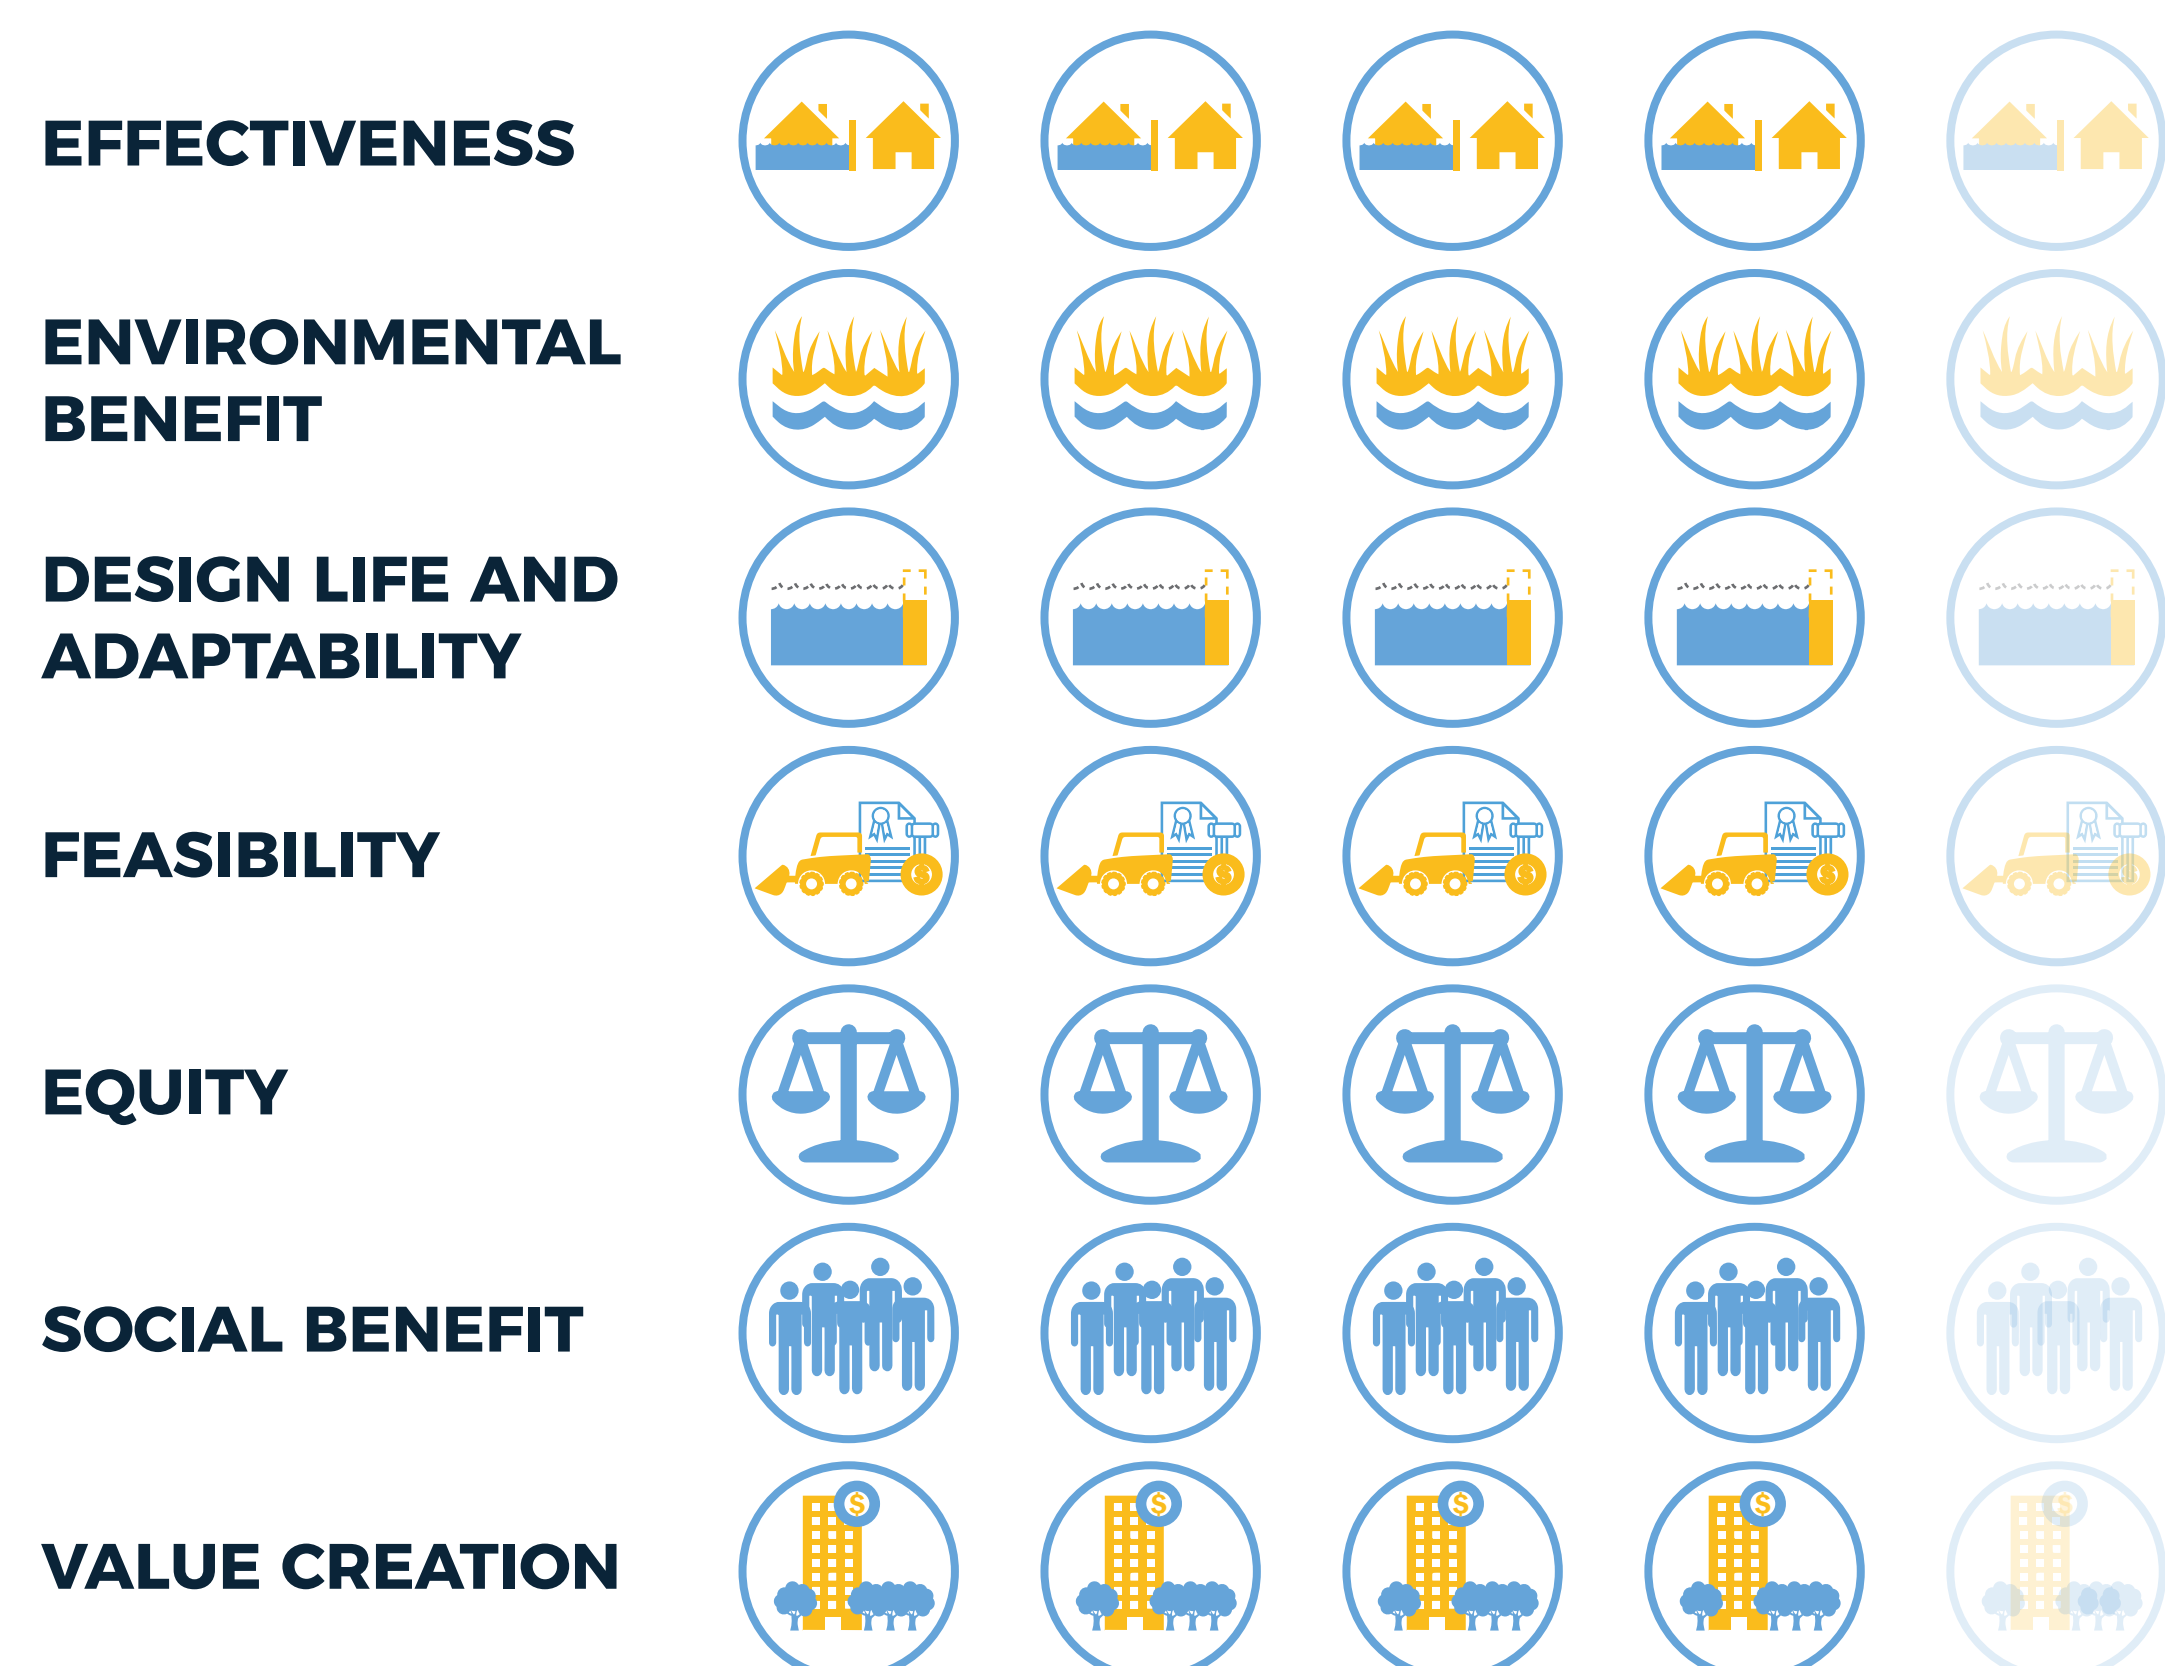 EFFECTIVENESS
ENVIRONMENTAL
BENEFIT
DESIGN LIFE AND
ADAPTABILITY
FEASIBILITY
EQUITY
SOCIAL BENEFIT
VALUE CREATION